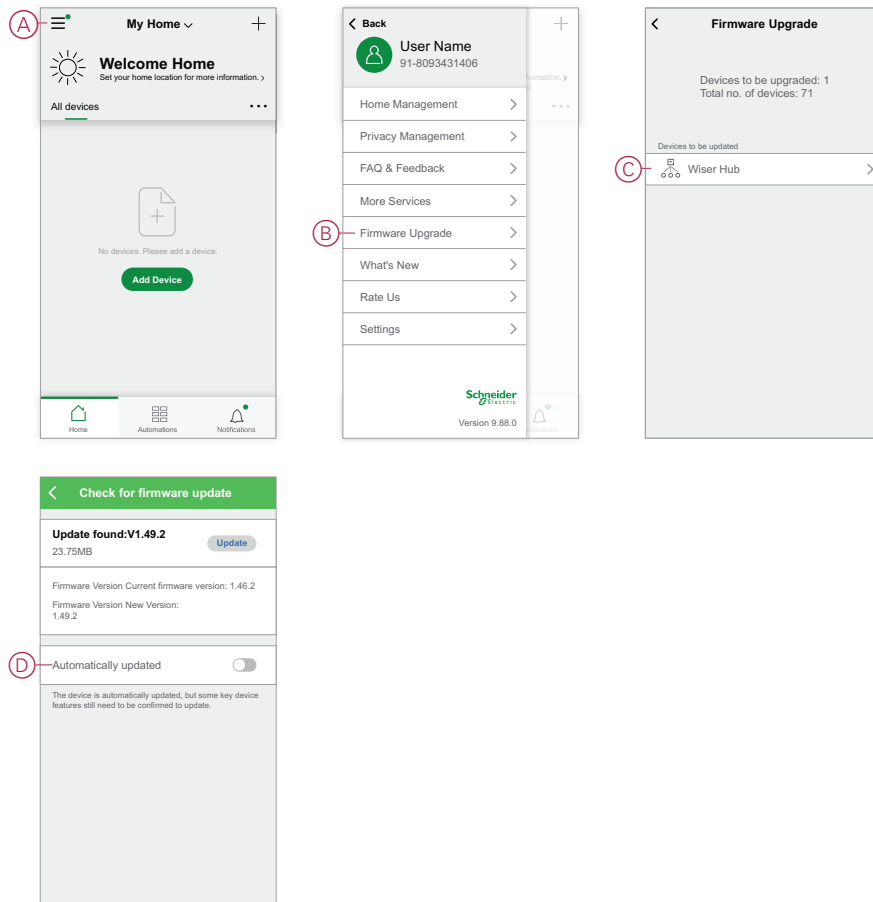 A
My Home
Welcome Home
Set your home location for more information. >
All devices
No devices. Please add a device.
Add Device
Home
Automations
Notifications
Back
User Name
91-8093431406
formation. >
Home Management
Privacy Management
FAQ & Feedback
More Services
B
Firmware Upgrade
What's New
Rate Us
Settings
Schneider
Electric
Version 9.88.0
Firmware Upgrade
Devices to be upgraded: 1
Total no. of devices: 71
Devices to be updated
C
Wiser Hub
Check for firmware update
Update found:V1.49.2
23.75MB
Update
Firmware Version Current firmware version: 1.46.2
Firmware Version New Version:
1.49.2
D
Automatically updated
The device is automatically updated, but some key device
features still need to be confirmed to update.